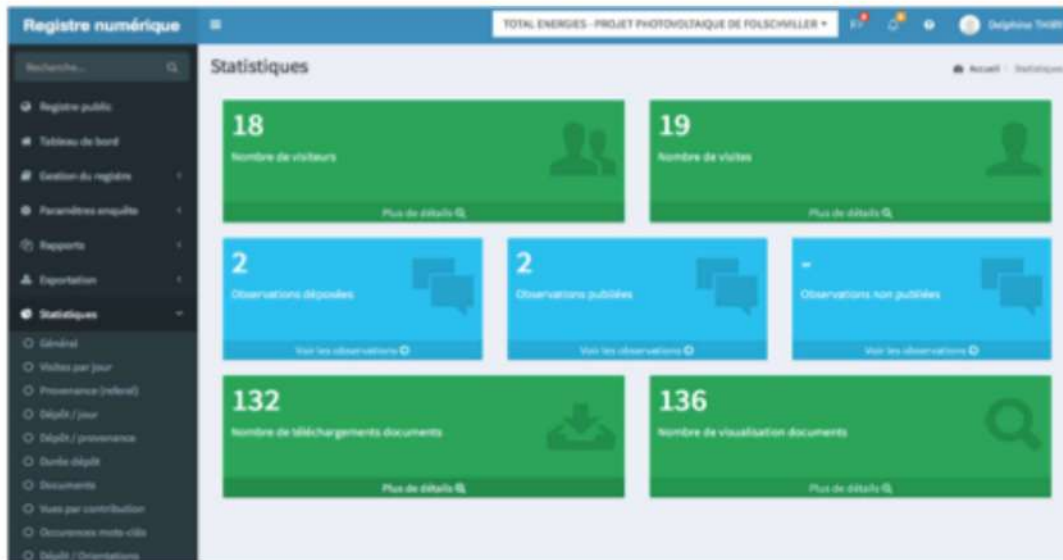 Registre numérique
TOTAL ENERGIES - PROJET PHOTOVOLTAIQUE DE FOLSCHVILLER
Delphine
Recherche...
Statistiques
Accueil Statistiques
Registre public
Tableau de bord
Gestion du registre
Paramètres enquête
Rapports
Exportation
Statistiques
Général
Visites par jour
Provenance (referel)
Dépôt / jour
Dépôt / provenance
Durée dépôt
Documents
Vues par contribution
Occurences mots-clés
Dépôt / Orientations
18
Nombre de visiteurs
Plus de détails
19
Nombre de visites
Plus de détails
2
Observations déposées
Voir les observations
2
Observations publiées
Voir les observations
-
Observations non publiées
Voir les observations
132
Nombre de téléchargements documents
Plus de détails
136
Nombre de visualisation documents
Plus de détails